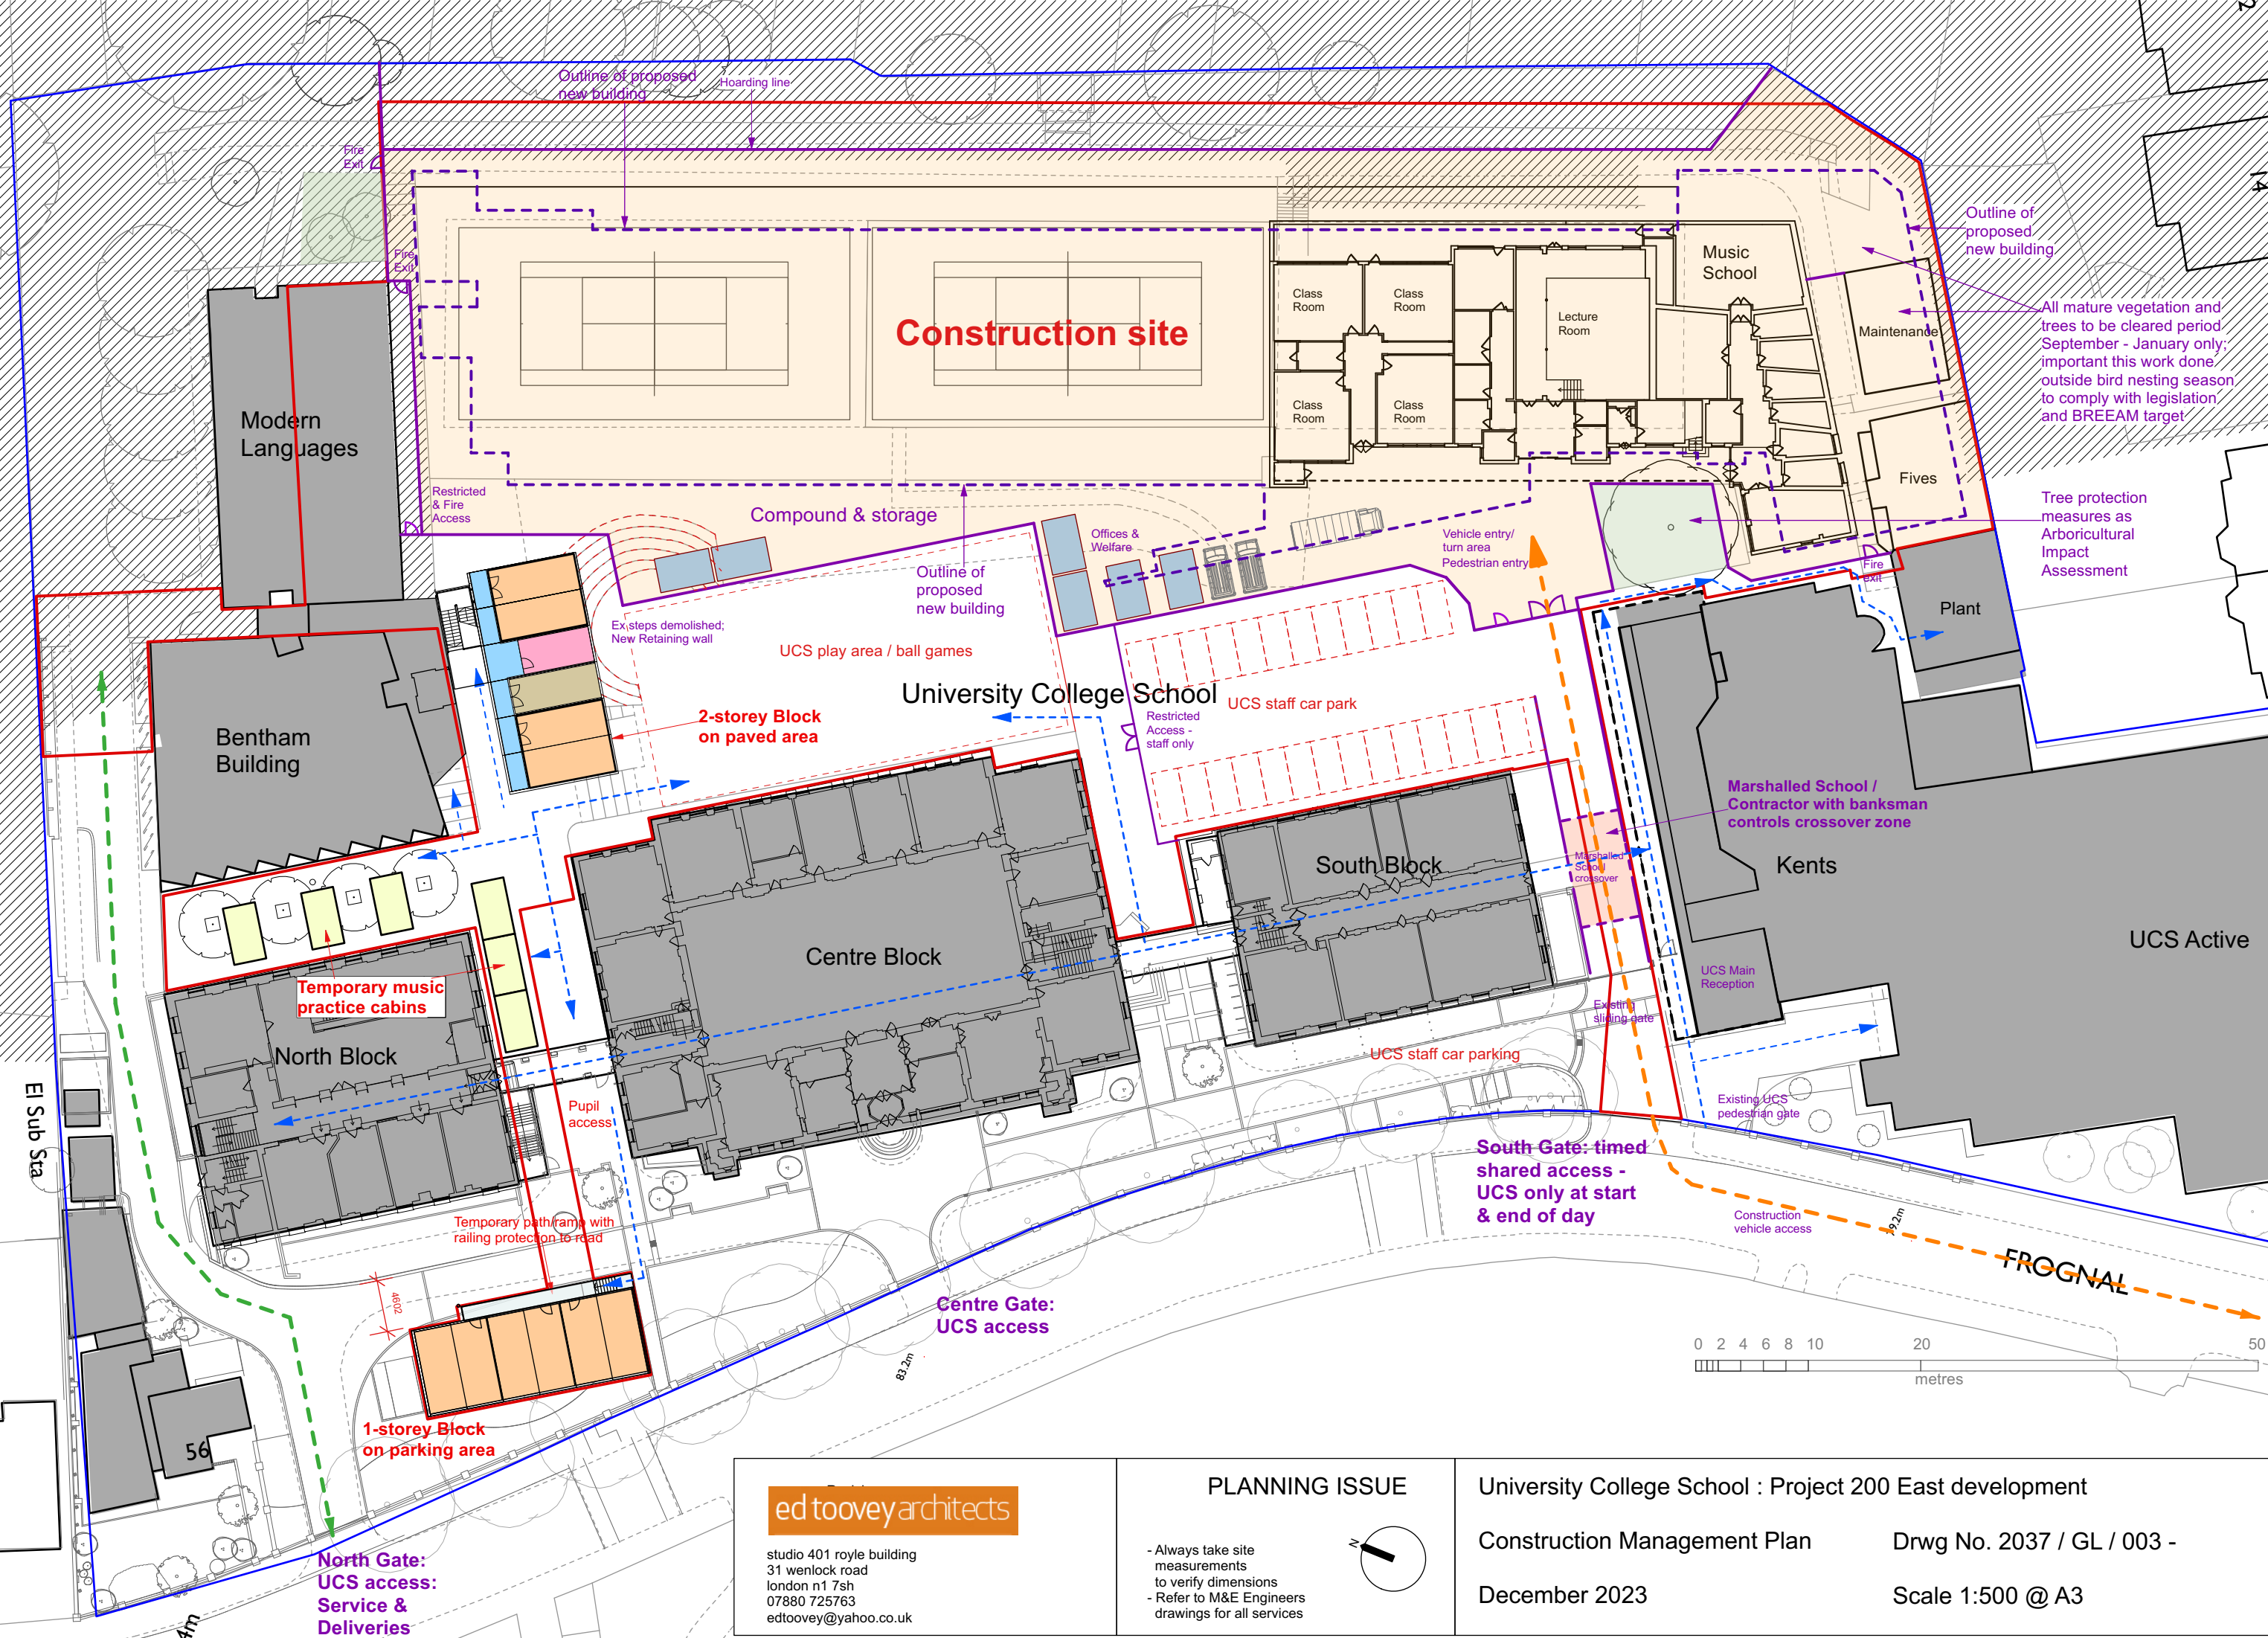 Outline of proposed
new building
Hoarding line
Fire
Exit
Fire
Exit
Music
School
Class
Room
Class
Room
Lecture
Room
Class
Room
Class
Room
Maintenance
Fives
Construction site
Outline of
proposed
new building
All mature vegetation and
trees to be cleared period
September - January only;
important this work done
outside bird nesting season
to comply with legislation
and BREEAM target
14
Modern
Languages
Restricted
& Fire
Access
Compound & storage
Offices &
Welfare
Vehicle entry/
turn area
Pedestrian entry
Tree protection
measures as
Arboricultural
Impact
Assessment
Fire
exit
Plant
Outline of
proposed
new building
Ex steps demolished;
New Retaining wall
UCS play area / ball games
University College School
UCS staff car park
Restricted
Access -
staff only
2-storey Block
on paved area
Bentham
Building
Marshalled School /
Contractor with banksman
controls crossover zone
Marshalled
School
crossover
South Block
Kents
UCS Active
Centre Block
UCS Main
Reception
Temporary music
practice cabins
North Block
Existing
sliding gate
UCS staff car parking
El Sub Sta
Pupil
access
Existing UCS
pedestrian gate
South Gate: timed
shared access -
UCS only at start
& end of day
Construction
vehicle access
79.2m
FROGNAL
Temporary path/ramp with
railing protection to road
4602
Centre Gate:
UCS access
83.2m
0 2 4 6 8 10 20 50
metres
1-storey Block
on parking area
56
North Gate:
UCS access:
Service &
Deliveries
4m
ed toovey architects
studio 401 royle building
31 wenlock road
london n1 7sh
07880 725763
edtoovey@yahoo.co.uk
PLANNING ISSUE
- Always take site
measurements
to verify dimensions
- Refer to M&E Engineers
drawings for all services
N
University College School : Project 200 East development
Construction Management Plan
Drwg No. 2037 / GL / 003 -
December 2023
Scale 1:500 @ A3